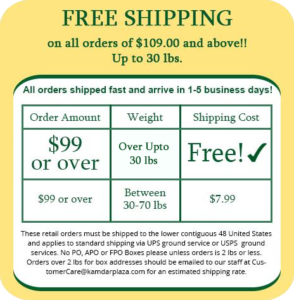 FREE SHIPPING
on all orders of $109.00 and above!!
Up to 30 lbs.
All orders shipped fast and arrive in 1-5 business days!
Order Amount Weight Shipping Cost
$99
or over
Over Upto
30 lbs
Free!✓
$99 or over
Between
30-70 lbs
$7.99
These retail orders must be shipped to the lower contiguous 48 United States
and applies to standard shipping via UPS ground service or USPS ground
services. No PO, APO or FPO Boxes please unless orders is 2 lbs or less.
Orders over 2 lbs for box addresses should be emailed to our staff at Cus-
tomerCare@kamdarplaza.com for an estimated shipping rate.